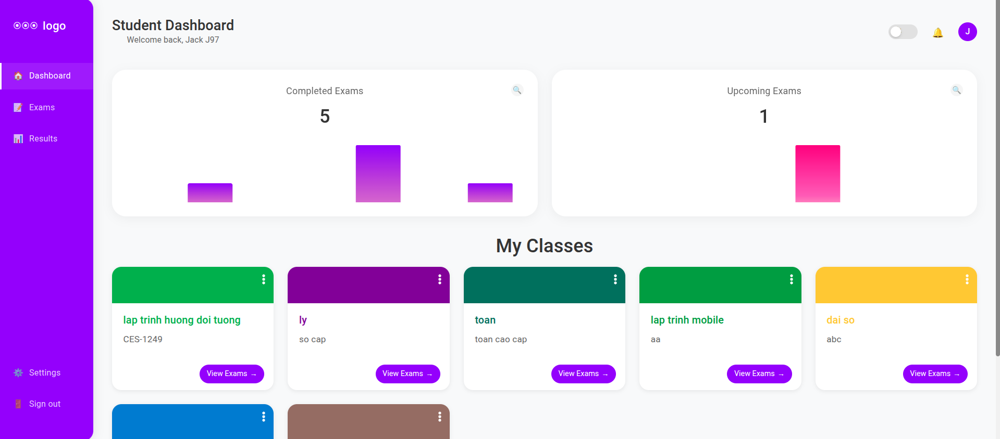 logo
Dashboard
Exams
Results
Settings
Sign out
Student Dashboard
Welcome back, Jack J97
J
Completed Exams
5
Upcoming Exams
1
My Classes
lap trinh huong doi tuong
CES-1249
View Exams →
ly
so cap
View Exams →
toan
toan cao cap
View Exams →
lap trinh mobile
aa
View Exams →
dai so
abc
View Exams →